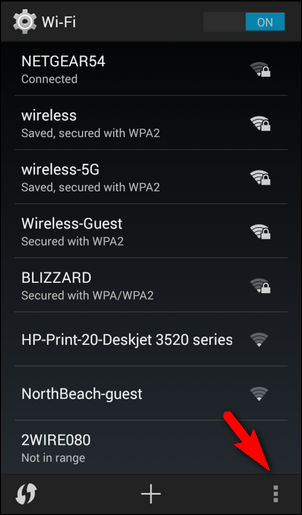 Wi-Fi ON
NETGEAR54
Connected
wireless
Saved, secured with WPA2
wireless-5G
Saved, secured with WPA2
Wireless-Guest
Secured with WPA2
BLIZZARD
Secured with WPA/WPA2
HP-Print-20-Deskjet 3520 series
NorthBeach-guest
2WIRE080
Not in range